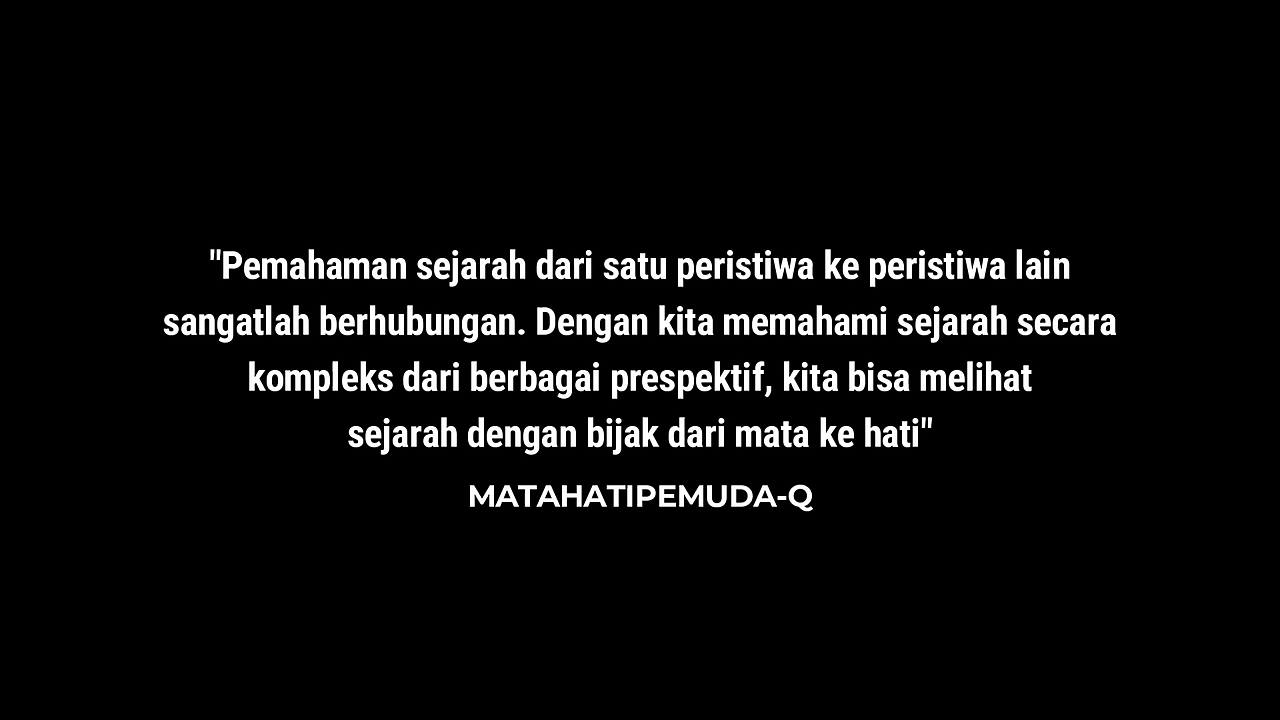 "Pemahaman sejarah dari satu peristiwa ke peristiwa lain
sangatlah berhubungan. Dengan kita memahami sejarah secara
kompleks dari berbagai prespektif, kita bisa melihat
sejarah dengan bijak dari mata ke hati"
MATAHATIPEMUDA-Q